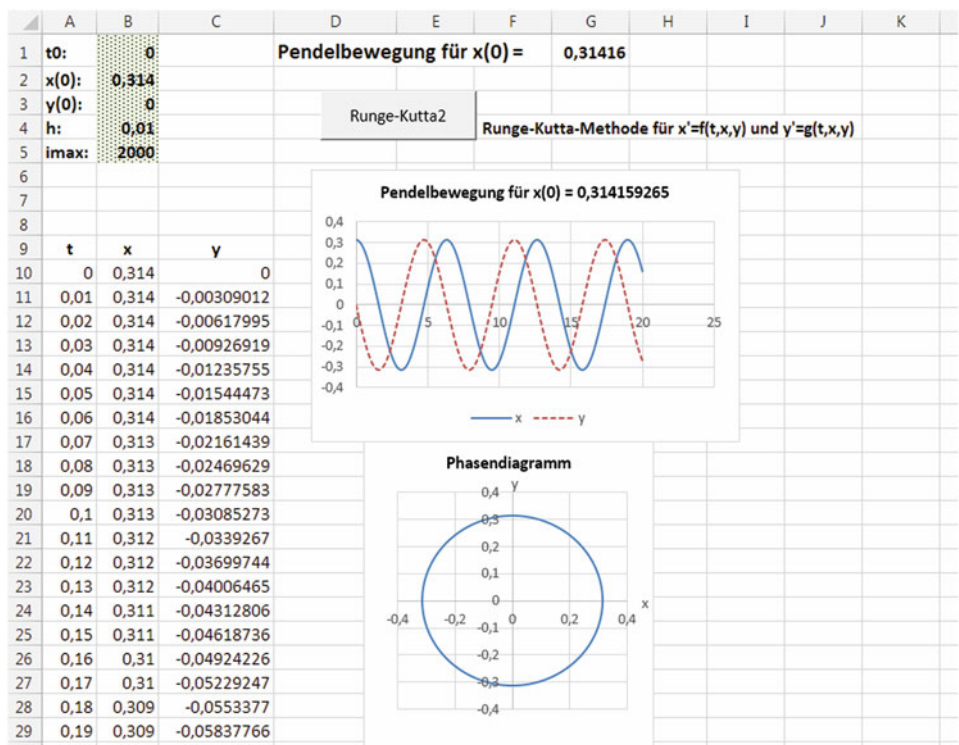 A B C D E F G H I J K
1 t0: 0 Pendelbewegung für x(0) = 0,31416
2 x(0): 0,314
3 y(0): 0
Runge-Kutta2
4 h: 0,01 Runge-Kutta-Methode für x'=f(t,x,y) und y'=g(t,x,y)
5 imax: 2000
6
7
8
9 t x y
10 0 0,314 0
11 0,01 0,314 -0,00309012
12 0,02 0,314 -0,00617995
13 0,03 0,314 -0,00926919
14 0,04 0,314 -0,01235755
15 0,05 0,314 -0,01544473
16 0,06 0,314 -0,01853044
17 0,07 0,313 -0,02161439
18 0,08 0,313 -0,02469629
19 0,09 0,313 -0,02777583
20 0,1 0,313 -0,03085273
21 0,11 0,312 -0,0339267
22 0,12 0,312 -0,03699744
23 0,13 0,312 -0,04006465
24 0,14 0,311 -0,04312806
25 0,15 0,311 -0,04618736
26 0,16 0,31 -0,04924226
27 0,17 0,31 -0,05229247
28 0,18 0,309 -0,0553377
29 0,19 0,309 -0,05837766
Pendelbewegung für x(0) = 0,314159265
0,4
0,3
0,2
0,1
0
-0,1
-0,2
-0,3
-0,4
0 5 10 15 20 25
x y
Phasendiagramm
y
0,4
0,3
0,2
0,1
0
-0,1
-0,2
-0,3
-0,4
x
-0,4 -0,2 0 0,2 0,4